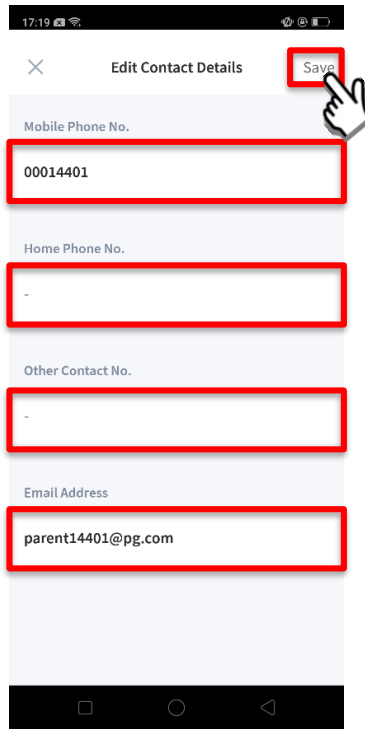 17:19
Edit Contact Details
Save
Mobile Phone No.
00014401
Home Phone No.
-
Other Contact No.
-
Email Address
parent14401@pg.com